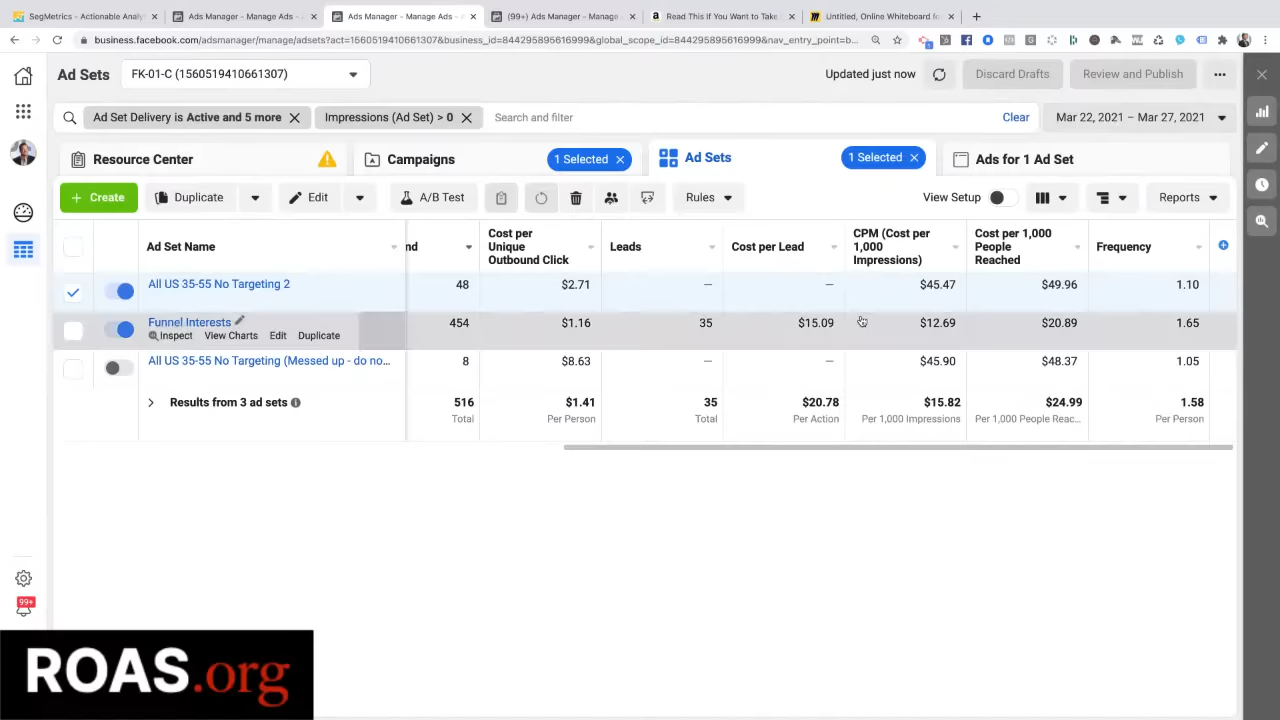 SegMetrics - Actionable Analyt
Ads Manager - Manage Ads -
Ads Manager - Manage Ads -
(99+) Ads Manager - Manage
Read This if You Want to Take
Untitled, Online Whiteboard fo
business.facebook.com/adsmanager/manage/adsets?act=1560519410661307&business_id=844295895616999&global_scope_id=844295895616999&nav_entry_point=b...
Ad Sets
FK-01-C (1560519410661307)
Updated just now
Discard Drafts
Review and Publish
Ad Set Delivery is Active and 5 more
Impressions (Ad Set) > 0
Search and filter
Clear
Mar 22, 2021 – Mar 27, 2021
Resource Center
Campaigns
1 Selected
Ad Sets
1 Selected
Ads for 1 Ad Set
+ Create
Duplicate
Edit
A/B Test
Rules
View Setup
Reports
Ad Set Name
nd
Cost per Unique Outbound Click
Leads
Cost per Lead
CPM (Cost per 1,000 Impressions)
Cost per 1,000 People Reached
Frequency
All US 35-55 No Targeting 2
48
$2.71
—
—
$45.47
$49.96
1.10
Funnel Interests
Inspect
View Charts
Edit
Duplicate
454
$1.16
35
$15.09
$12.69
$20.89
1.65
All US 35-55 No Targeting (Messed up - do no...
8
$8.63
—
—
$45.90
$48.37
1.05
Results from 3 ad sets
516
$1.41
35
$20.78
$15.82
$24.99
1.58
Total
Per Person
Total
Per Action
Per 1,000 Impressions
Per 1,000 People Reac...
Per Person
99+
ROAS.org